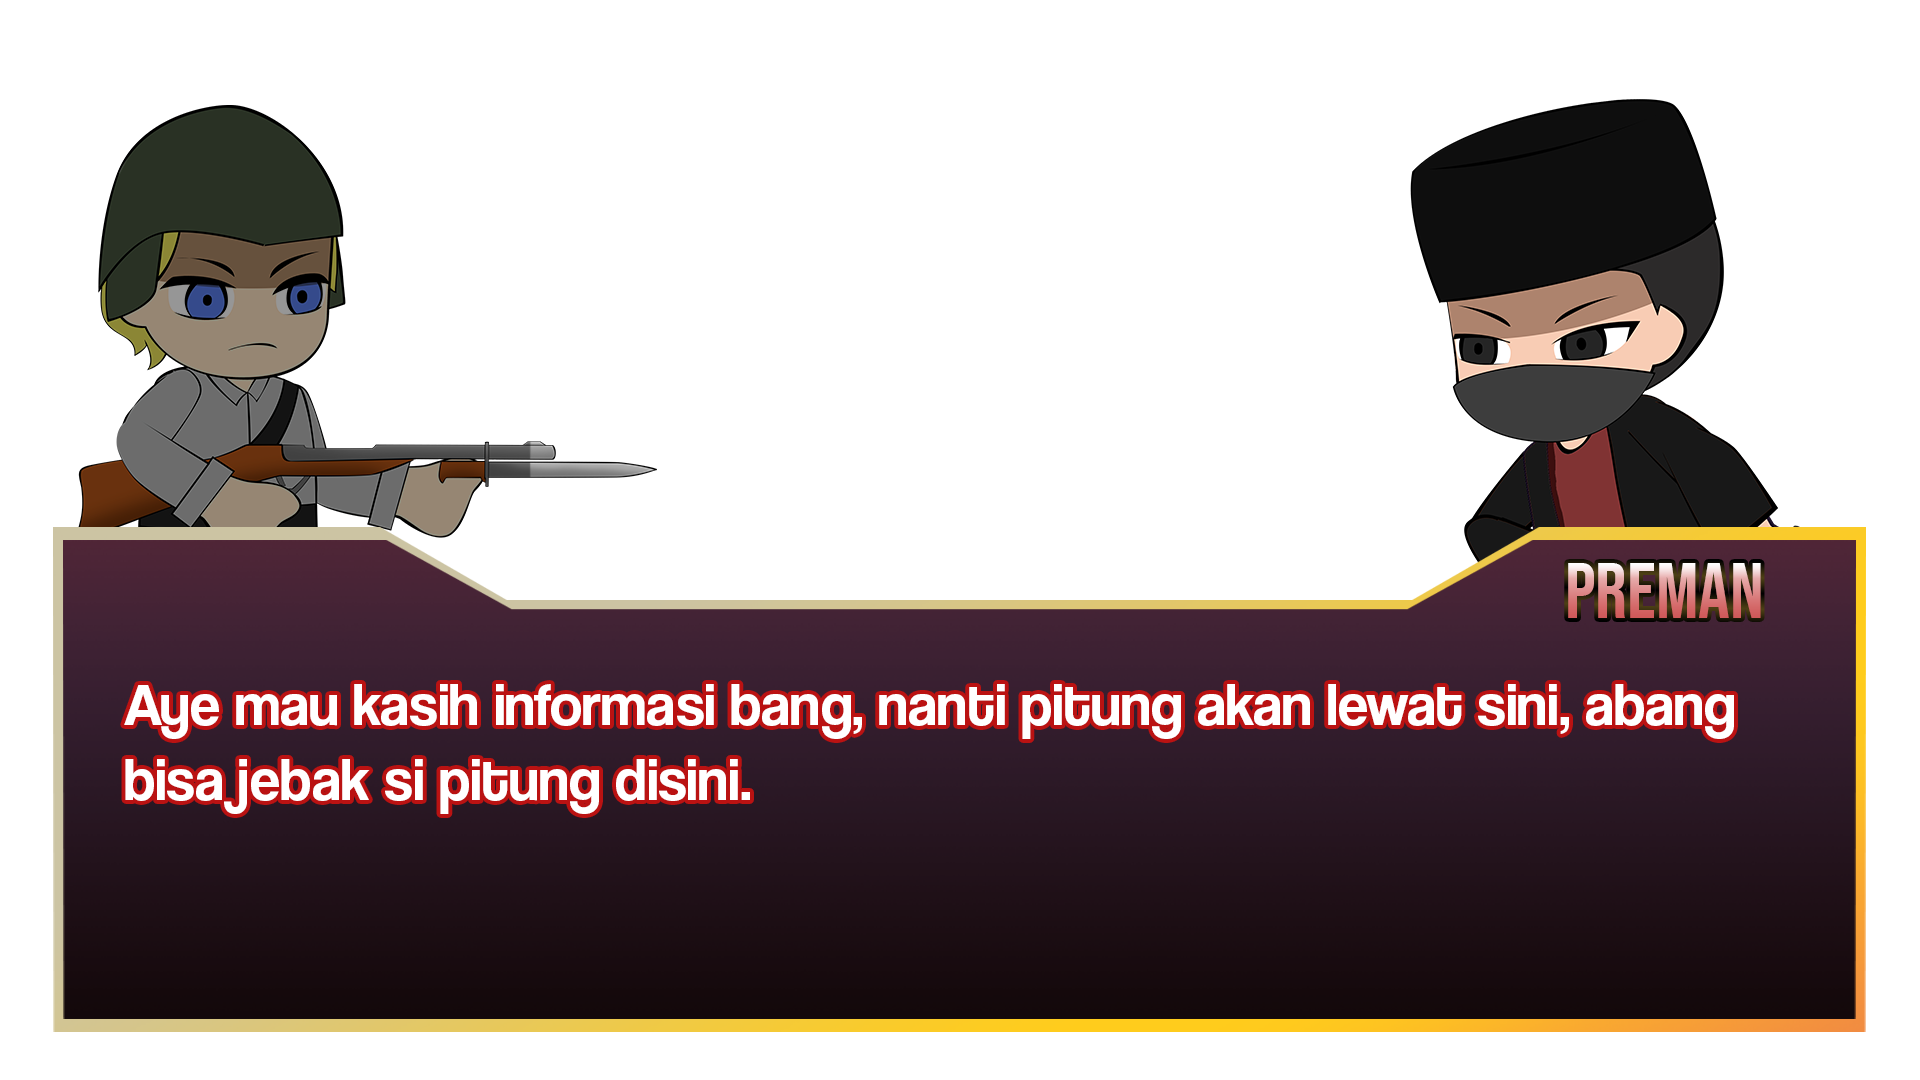 PREMAN
Aye mau kasih informasi bang, nanti pitung akan lewat sini, abang
bisa jebak si pitung disini.